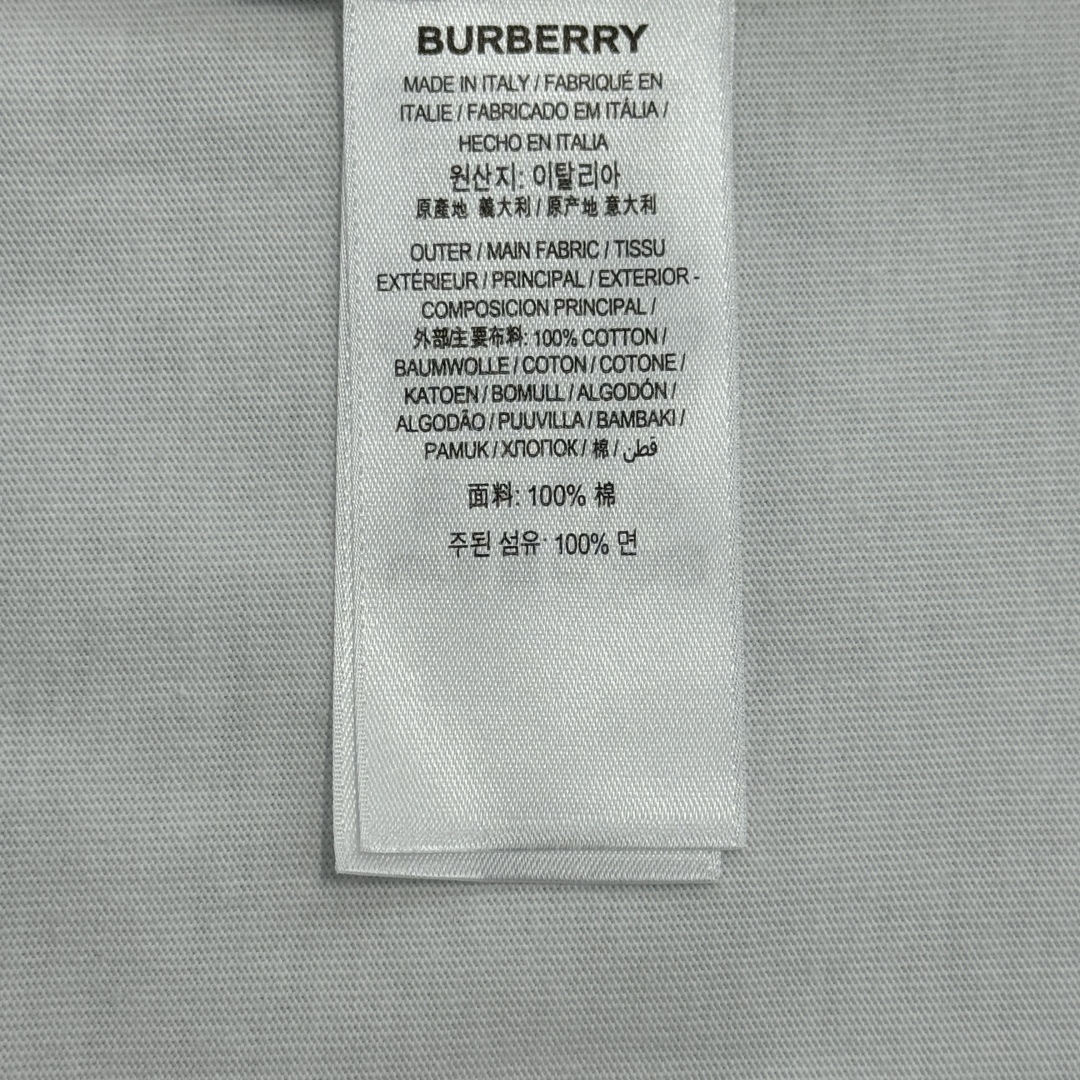 BURBERRY
MADE IN ITALY / FABRIQUÉ EN
ITALIE / FABRICADO EM ITÁLIA /
HECHO EN ITALIA
원산지: 이탈리아
原產地 義大利 / 原产地 意大利
OUTER / MAIN FABRIC / TISSU
EXTÉRIEUR / PRINCIPAL / EXTERIOR -
COMPOSICION PRINCIPAL /
外部/主要布料: 100% COTTON /
BAUMWOLLE / COTON / COTONE /
KATOEN / BOMULL / ALGODÓN /
ALGODÃO / PUUVILLA / BAMBAKI /
PAMUK / ХЛОПОК / 棉 / قطن
面料: 100% 棉
주된 섬유: 100% 면